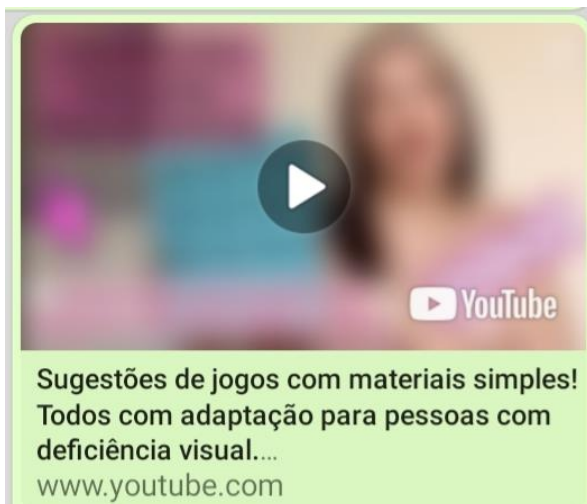 YouTube
Sugestões de jogos com materiais simples!
Todos com adaptação para pessoas com
deficiência visual....
www.youtube.com